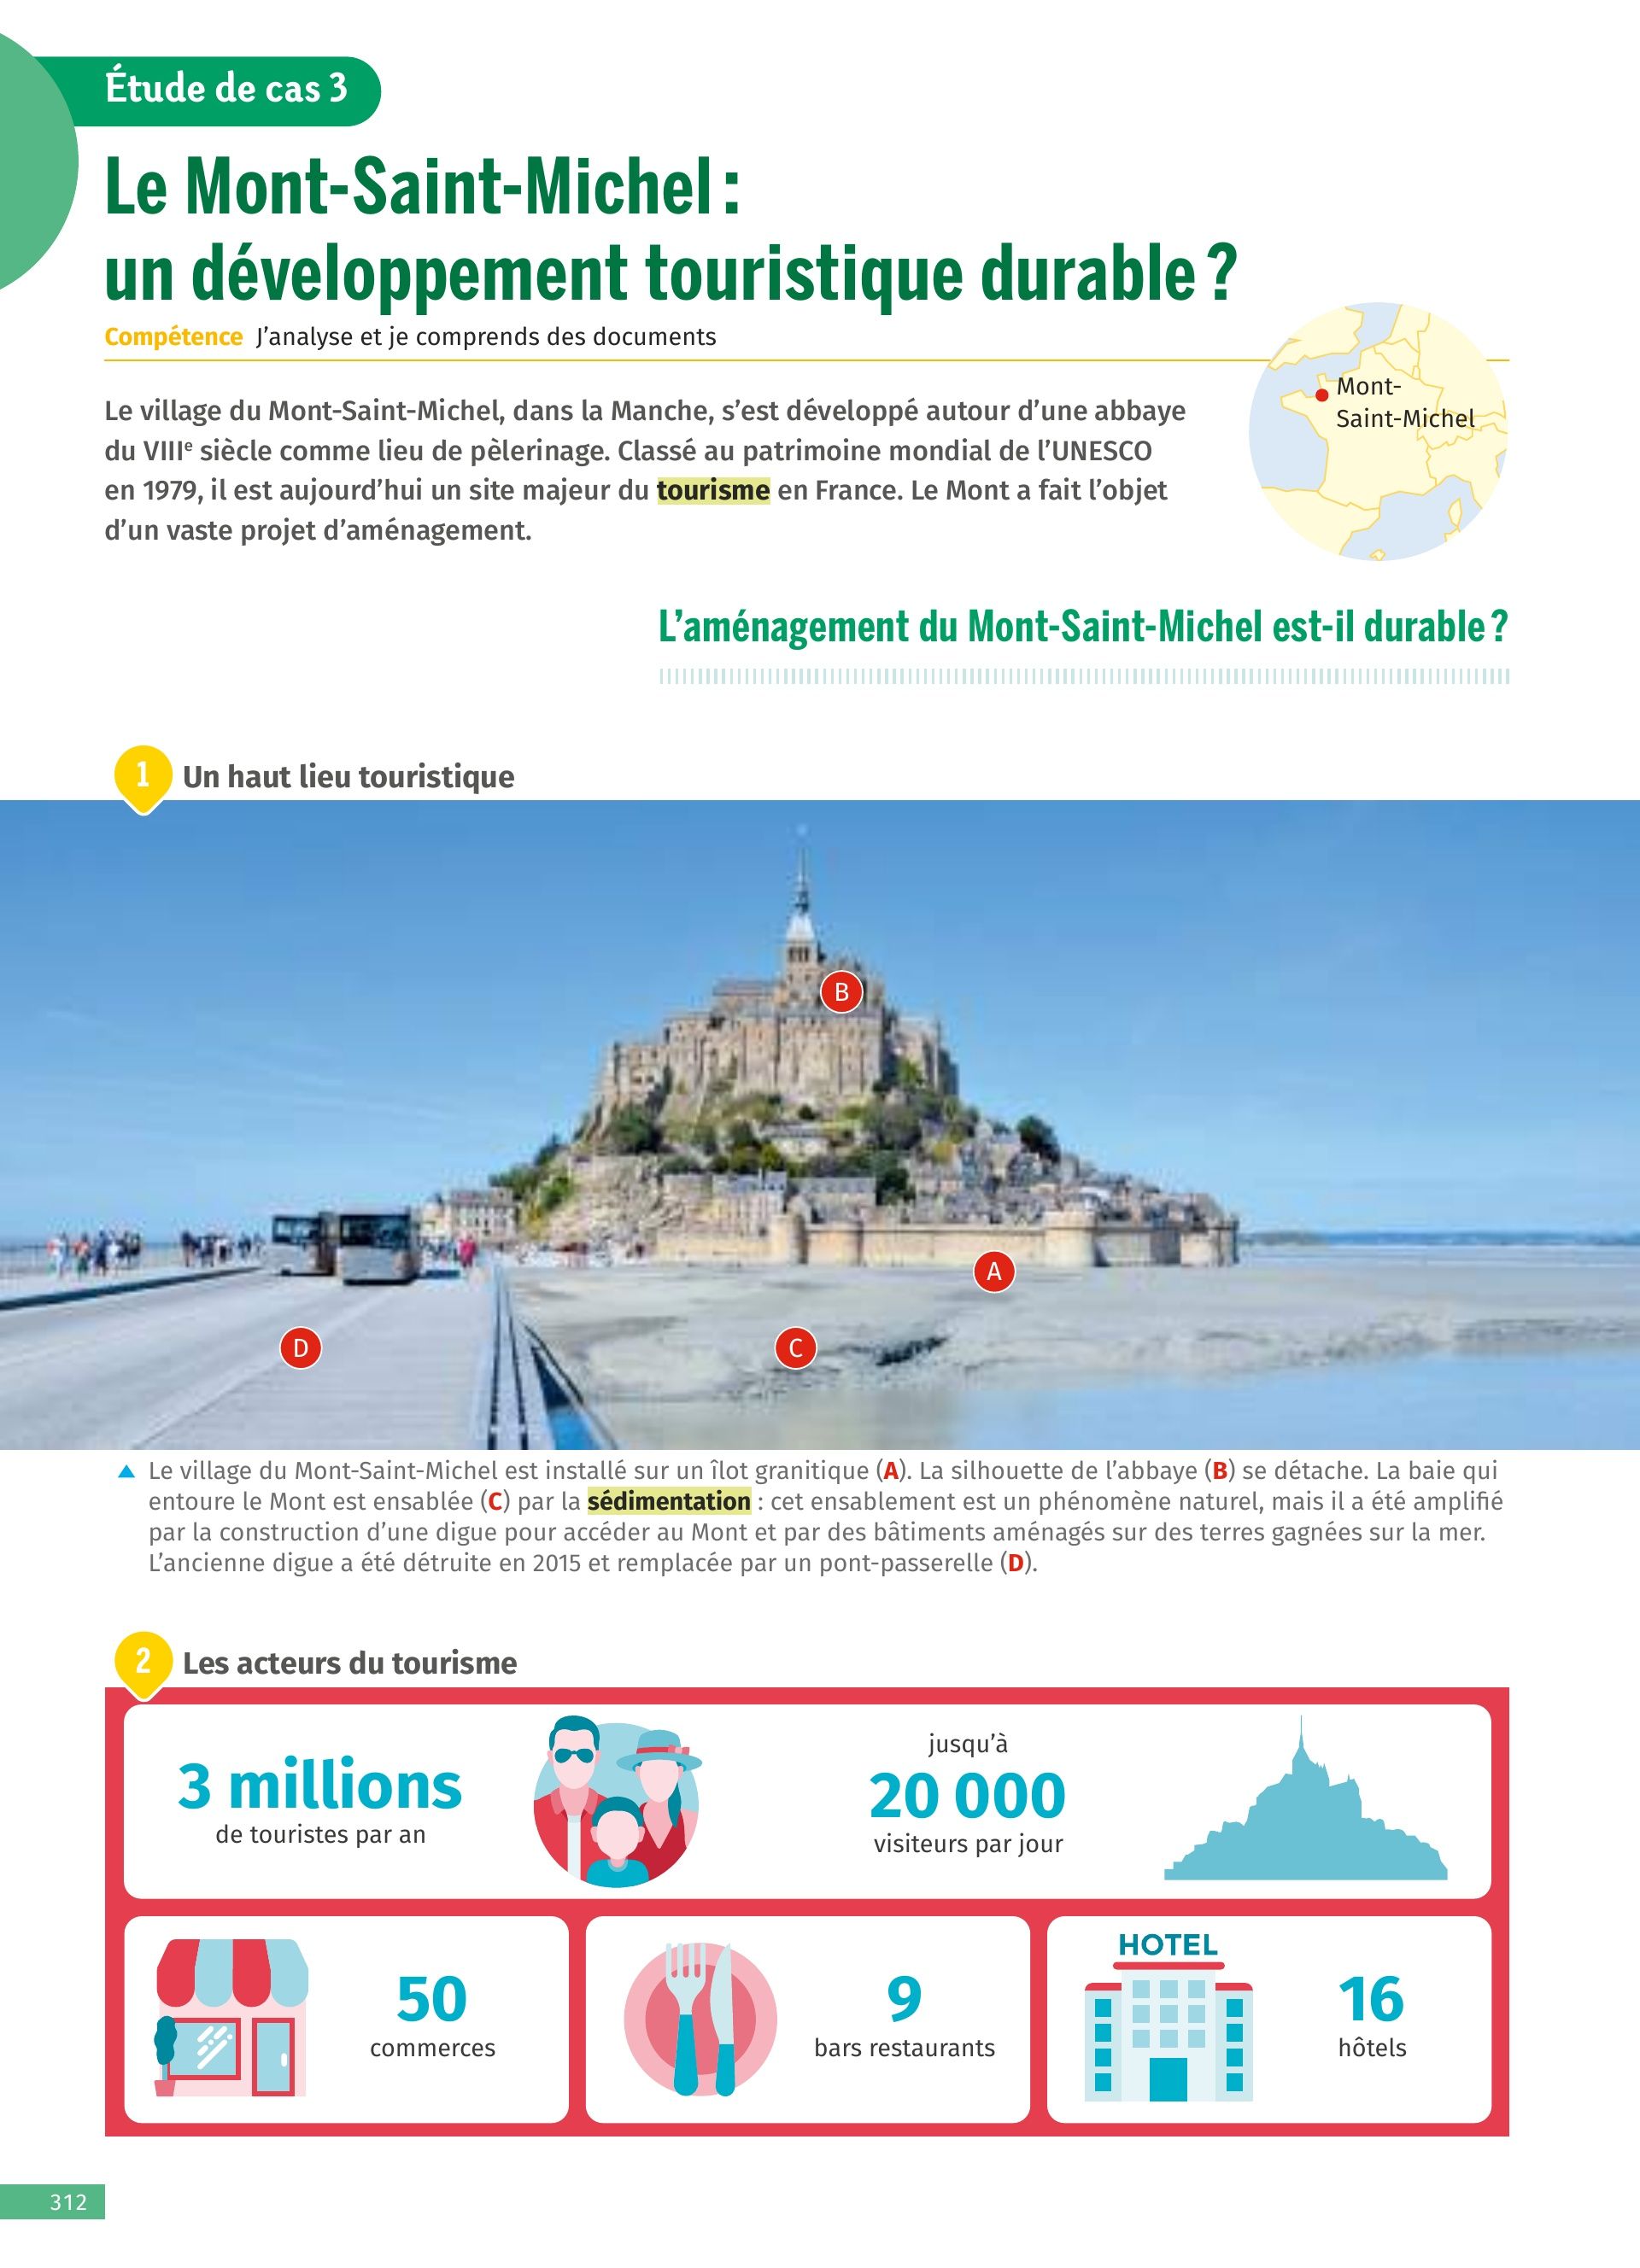 Étude de cas 3
Le Mont-Saint-Michel :
un développement touristique durable ?
Compétence J’analyse et je comprends des documents
Le village du Mont-Saint-Michel, dans la Manche, s’est développé autour d’une abbaye
du VIIIe siècle comme lieu de pèlerinage. Classé au patrimoine mondial de l’UNESCO
en 1979, il est aujourd’hui un site majeur du tourisme en France. Le Mont a fait l’objet
d’un vaste projet d’aménagement.
Mont-
Saint-Michel
L’aménagement du Mont-Saint-Michel est-il durable ?
1 Un haut lieu touristique
B
A
D
C
Le village du Mont-Saint-Michel est installé sur un îlot granitique (A). La silhouette de l’abbaye (B) se détache. La baie qui
entoure le Mont est ensablée (C) par la sédimentation : cet ensablement est un phénomène naturel, mais il a été amplifié
par la construction d’une digue pour accéder au Mont et par des bâtiments aménagés sur des terres gagnées sur la mer.
L’ancienne digue a été détruite en 2015 et remplacée par un pont-passerelle (D).
2 Les acteurs du tourisme
3 millions
de touristes par an
jusqu’à
20 000
visiteurs par jour
50
commerces
9
bars restaurants
HOTEL
16
hôtels
312